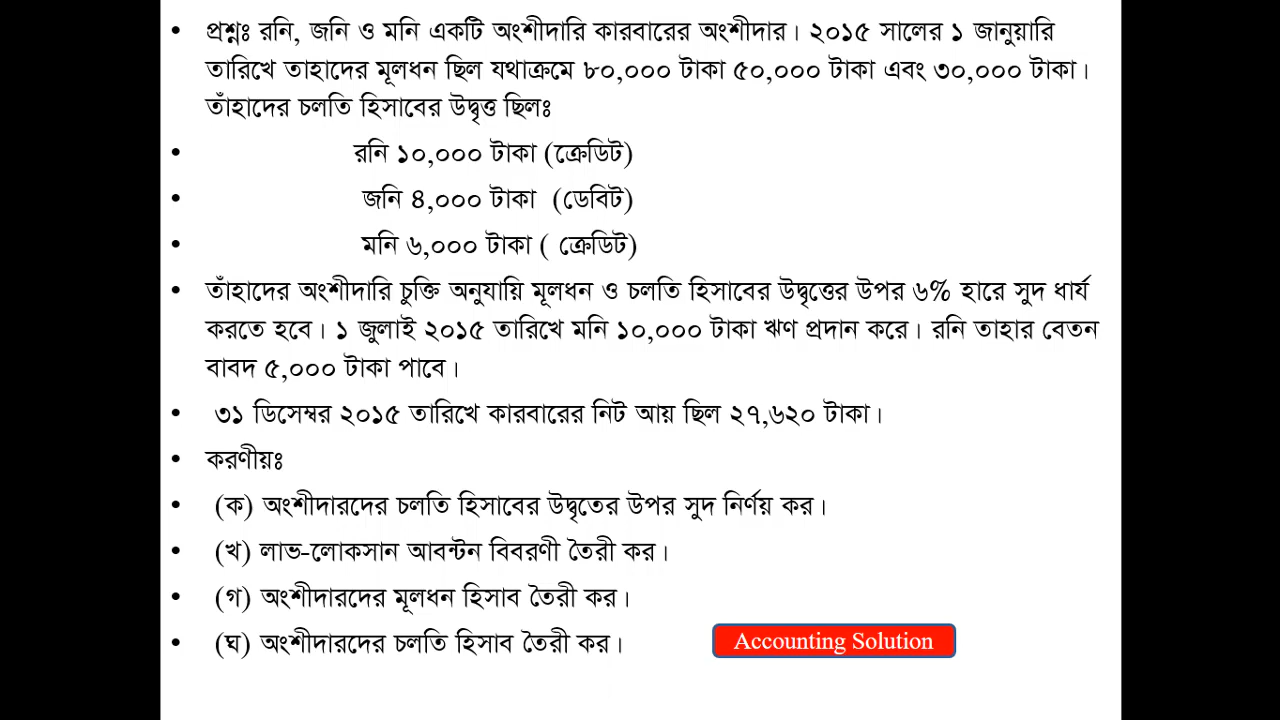 • প্রশ্নঃ রনি, জনি ও মনি একটি অংশীদারি কারবারের অংশীদার। ২০১৫ সালের ১ জানুয়ারি
তারিখে তাহাদের মূলধন ছিল যথাক্রমে ৮০,০০০ টাকা ৫০,০০০ টাকা এবং ৩০,০০০ টাকা।
তাঁহাদের চলতি হিসাবের উদ্বৃত্ত ছিলঃ
• রনি ১০,০০০ টাকা (ক্রেডিট)
• জনি ৪,০০০ টাকা (ডেবিট)
• মনি ৬,০০০ টাকা ( ক্রেডিট)
• তাঁহাদের অংশীদারি চুক্তি অনুযায়ি মূলধন ও চলতি হিসাবের উদ্বৃত্তের উপর ৬% হারে সুদ ধার্য
করতে হবে। ১ জুলাই ২০১৫ তারিখে মনি ১০,০০০ টাকা ঋণ প্রদান করে। রনি তাহার বেতন
বাবদ ৫,০০০ টাকা পাবে।
• ৩১ ডিসেম্বর ২০১৫ তারিখে কারবারের নিট আয় ছিল ২৭,৬২০ টাকা।
• করণীয়ঃ
• (ক) অংশীদারদের চলতি হিসাবের উদ্বৃতের উপর সুদ নির্ণয় কর।
• (খ) লাভ-লোকসান আবন্টন বিবরণী তৈরী কর।
• (গ) অংশীদারদের মূলধন হিসাব তৈরী কর।
• (ঘ) অংশীদারদের চলতি হিসাব তৈরী কর।
Accounting Solution